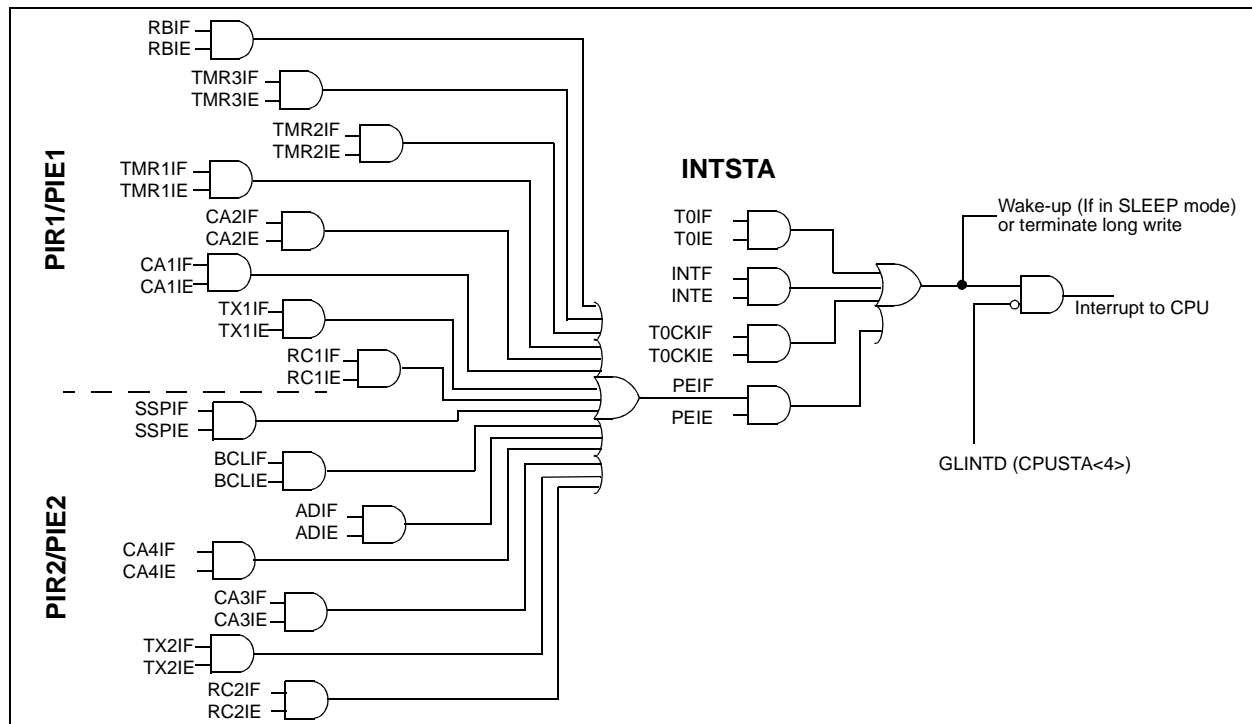 PIR1/PIE1
RBIF
RBIE
TMR3IF
TMR3IE
TMR2IF
TMR2IE
TMR1IF
TMR1IE
CA2IF
CA2IE
CA1IF
CA1IE
TX1IF
TX1IE
RC1IF
RC1IE
PIR2/PIE2
SSPIF
SSPIE
BCLIF
BCLIE
ADIF
ADIE
CA4IF
CA4IE
CA3IF
CA3IE
TX2IF
TX2IE
RC2IF
RC2IE
INTSTA
T0IF
T0IE
INTF
INTE
T0CKIF
T0CKIE
PEIF
PEIE
Wake-up (If in SLEEP mode)
or terminate long write
Interrupt to CPU
GLINTD (CPUSTA<4>)